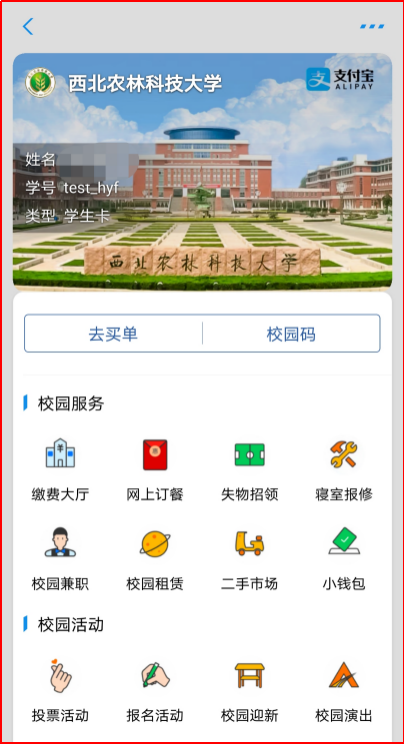 西北农林科技大学
支付宝
ALIPAY
姓名
学号 test_hyf
类型 学生卡
西北农林科技大学
去买单 校园码
校园服务
缴费大厅 网上订餐 失物招领 寝室报修
校园兼职 校园租赁 二手市场 小钱包
校园活动
投票活动 报名活动 校园迎新 校园演出